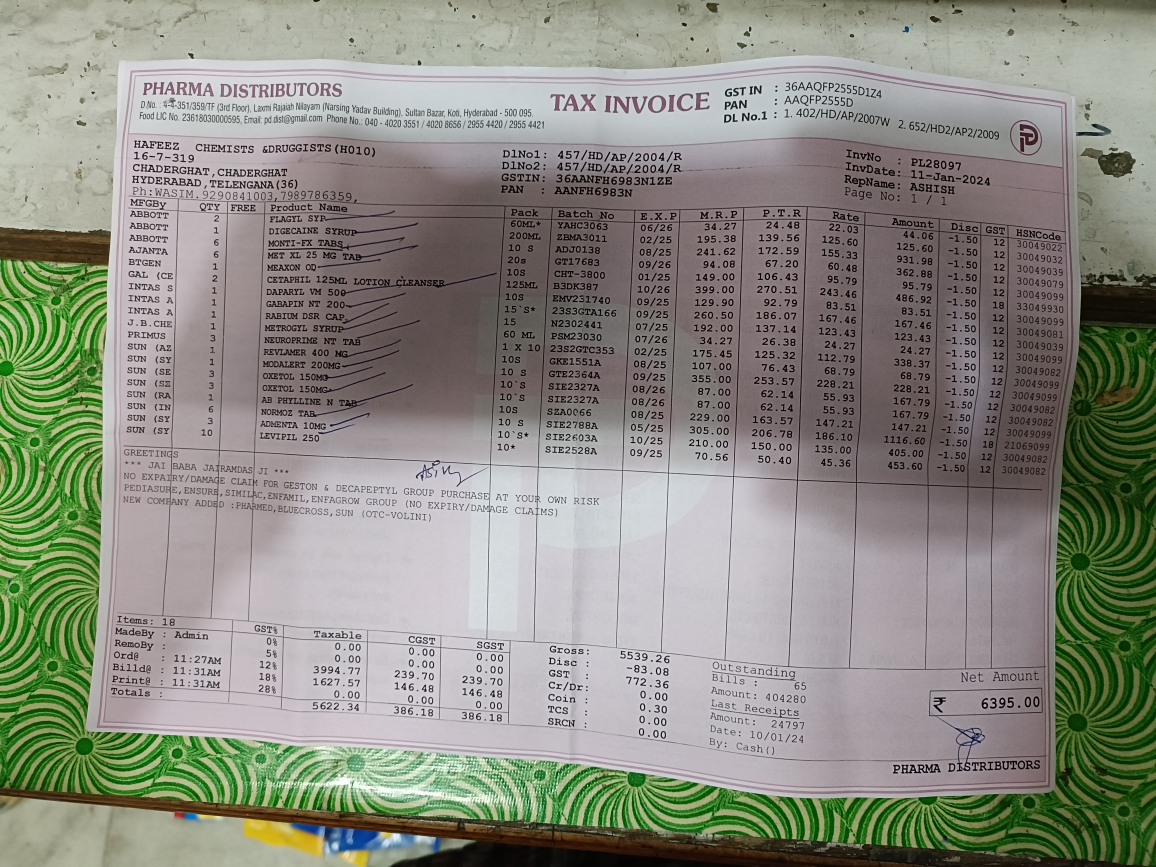 PHARMA DISTRIBUTORS
D.No. : 4-4-351/359/TF (3rd Floor), Laxmi Rajaiah Nilayam (Narsing Yadav Building), Sultan Bazar, Koti, Hyderabad - 500 095.
Food LIC No. 23618030000595, Email: pd.dist@gmail.com Phone No.: 040 - 4020 3551 / 4020 8656 / 2955 4420 / 2955 4421
TAX INVOICE
GST IN : 36AAQFP2555D1Z4
PAN : AAQFP2555D
DL No.1 : 1. 402/HD/AP/2007W 2. 652/HD2/AP2/2009
HAFEEZ CHEMISTS &DRUGGISTS(H010)
16-7-319
CHADERGHAT,CHADERGHAT
HYDERABAD,TELENGANA(36)
Ph:WASIM.9290841003,7989786359,
DlNo1: 457/HD/AP/2004/R
DlNo2: 457/HD/AP/2004/R
GSTIN: 36AANFH6983N1ZE
PAN : AANFH6983N
InvNo : PL28097
InvDate: 11-Jan-2024
RepName: ASHISH
Page No: 1 / 1
MFGBy QTY FREE Product Name Pack Batch No E.X.P M.R.P P.T.R Rate Amount Disc GST HSNCode
ABBOTT 2 FLAGYL SYP 60ML* YAHC3063 06/26 34.27 24.48 22.03 44.06 -1.50 12 30049022
ABBOTT 1 DIGECAINE SYRUP 200ML ZBMA3011 02/25 195.38 139.56 125.60 125.60 -1.50 12 30049032
ABBOTT 6 MONTI-FX TABS 10 S ADJ0138 08/25 241.62 172.59 155.33 931.98 -1.50 12 30049039
AJANTA 6 MET XL 25 MG TAB 20s GT17683 09/26 94.08 67.20 60.48 362.88 -1.50 12 30049079
BTGEN 1 MEAXON OD 10S CHT-3800 01/25 149.00 106.43 95.79 95.79 -1.50 12 30049099
GAL (CE 2 CETAPHIL 125ML LOTION CLEANSER 125ML B3DK387 10/26 399.00 270.51 243.46 486.92 -1.50 18 33049930
INTAS S 1 DAPARYL VM 500 10S EMV231740 09/25 129.90 92.79 83.51 83.51 -1.50 12 30049099
INTAS A 1 GABAPIN NT 200 15`S* 23S3GTA166 09/25 260.50 186.07 167.46 167.46 -1.50 12 30049081
INTAS A 1 RABIUM DSR CAP 15 N2302441 07/25 192.00 137.14 123.43 123.43 -1.50 12 30049039
J.B.CHE 1 METROGYL SYRUP 60 ML PSM23030 07/26 34.27 26.38 24.27 24.27 -1.50 12 30049099
PRIMUS 3 NEUROPRIME NT TAB 1 X 10 23S2GTC353 02/25 175.45 125.32 112.79 338.37 -1.50 12 30049082
SUN (AZ 1 REVLAMER 400 MG 10S GKE1551A 08/25 107.00 76.43 68.79 68.79 -1.50 12 30049099
SUN (SY 1 MODALERT 200MG 10 S GTE2364A 09/25 355.00 253.57 228.21 228.21 -1.50 12
SUN (SE 3 OXETOL 150MG 10`S SIE2327A 08/26 87.00 62.14 55.93 167.79 -1.50 12 30049082
SUN (SZ 3 OXETOL 150MG 10`S SIE2327A 08/26 87.00 62.14 55.93 167.79 -1.50 12
SUN (RA 1 AB PHYLLINE N TAB 10S SZA0066 08/25 229.00 163.57 147.21 147.21 -1.50 12 30049099
SUN (IN 6 NORMOZ TAB 10 S SIE2788A 05/25 305.00 206.78 186.10 1116.60 -1.50 18 21069099
SUN (SY 3 ADMENTA 10MG 10`S* SIE2603A 10/25 210.00 150.00 135.00 405.00 -1.50 12 30049082
SUN (SY 10 LEVIPIL 250 10* SIE2528A 09/25 70.56 50.40 45.36 453.60 -1.50 12 30049082
GREETINGS
*** JAI BABA JAIRAMDAS JI ***
NO EXPAIRY/DAMAGE CLAIM FOR GESTON & DECAPEPTYL GROUP PURCHASE AT YOUR OWN RISK
PEDIASURE,ENSURE,SIMILAC,ENFAMIL,ENFAGROW GROUP (NO EXPIRY/DAMAGE CLAIMS)
NEW COMPANY ADDED :PHARMED,BLUECROSS,SUN (OTC-VOLINI)
Items: 18
MadeBy : Admin
RemoBy :
Ord@ : 11:27AM
Billd@ : 11:31AM
Print@ : 11:31AM
Totals :
GST% Taxable CGST SGST
0% 0.00 0.00 0.00
5% 0.00 0.00 0.00
12% 3994.77 239.70 239.70
18% 1627.57 146.48 146.48
28% 0.00 0.00 0.00
5622.34 386.18 386.18
Gross: 5539.26
Disc : -83.08
GST : 772.36
Cr/Dr: 0.00
Coin : 0.30
TCS : 0.00
SRCN : 0.00
Outstanding
Bills : 65
Amount: 404280
Last Receipts
Amount: 24797
Date: 10/01/24
By: Cash()
Net Amount
₹ 6395.00
PHARMA DISTRIBUTORS